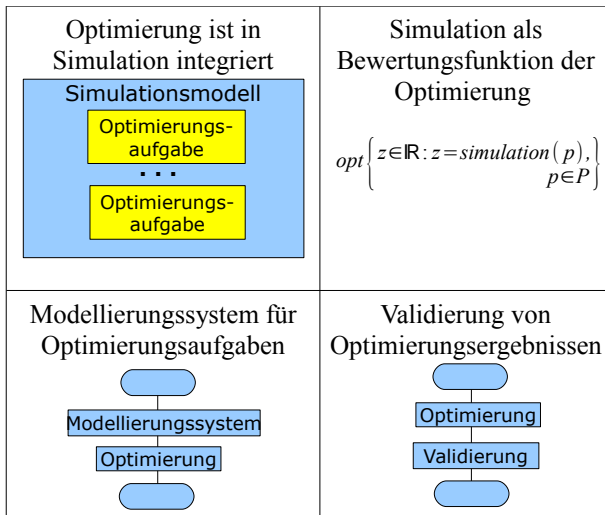 Optimierung ist in
Simulation integriert
Simulationsmodell
Optimierungs-
aufgabe
. . .
Optimierungs-
aufgabe
Simulation als
Bewertungsfunktion der
Optimierung
opt{z∈ℝ: z=simulation(p),
p∈P}
Modellierungssystem für
Optimierungsaufgaben
Modellierungssystem
Optimierung
Validierung von
Optimierungsergebnissen
Optimierung
Validierung